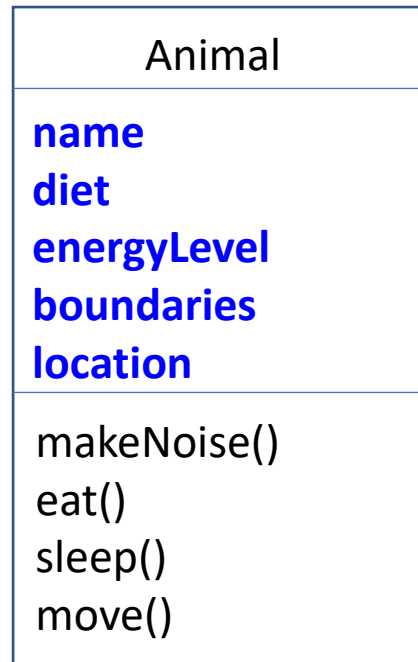 Animal
name
diet
energyLevel
boundaries
location
makeNoise()
eat()
sleep()
move()